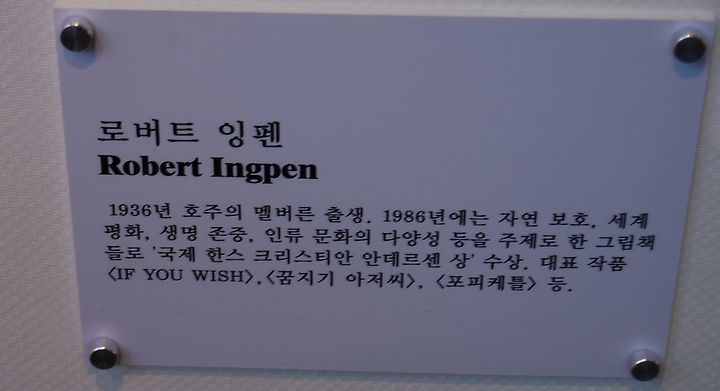 로버트 잉펜
Robert Ingpen
1936년 호주의 멜버른 출생. 1986년에는 자연 보호, 세계
평화, 생명 존중, 인류 문화의 다양성 등을 주제로 한 그림책
들로 '국제 한스 크리스티안 안데르센 상' 수상. 대표 작품
〈IF YOU WISH〉,〈꿈지기 아저씨〉, 〈포피케틀〉 등.